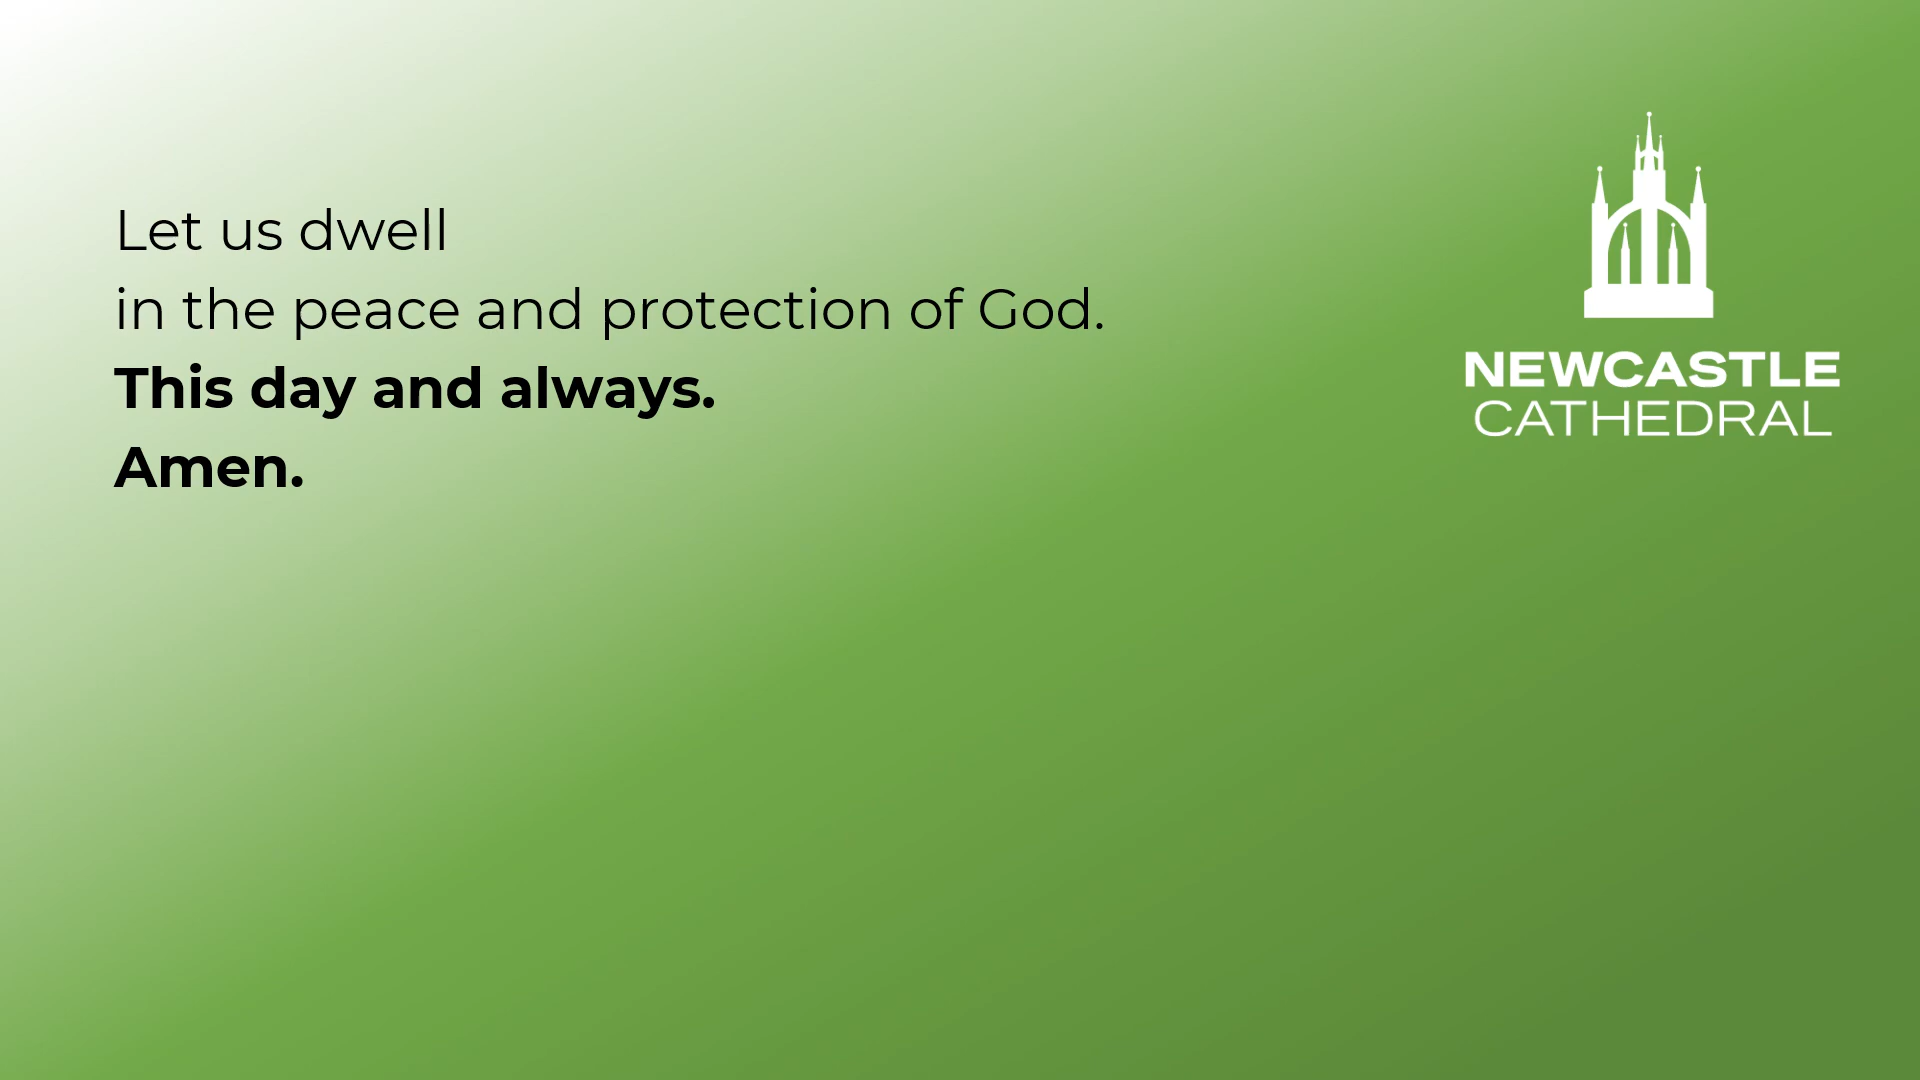 Let us dwell
in the peace and protection of God.
This day and always.
Amen.
NEWCASTLE
CATHEDRAL